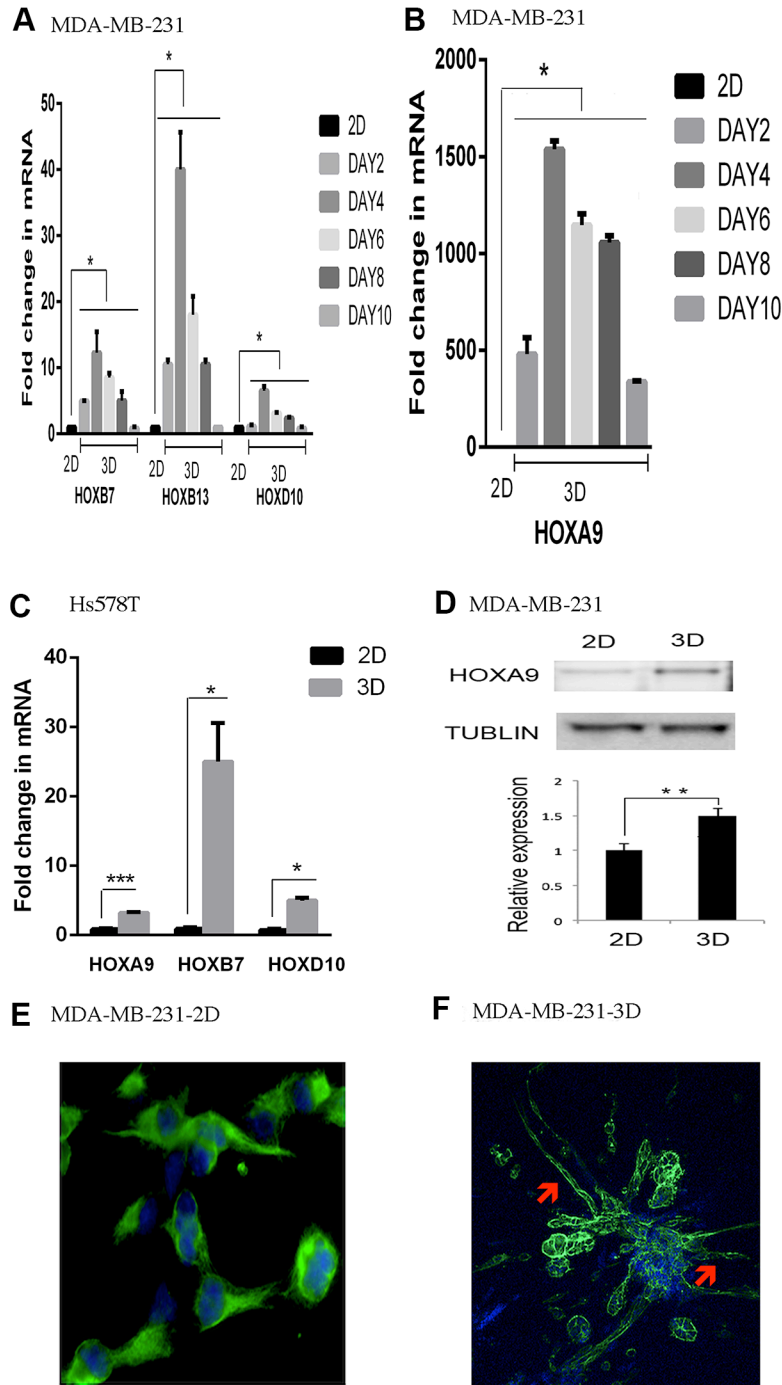 A MDA-MB-231
Fold change in mRNA
50
40
30
20
10
0
*
*
*
2D
DAY2
DAY4
DAY6
DAY8
DAY10
2D 3D 2D 3D 2D 3D
HOXB7 HOXB13 HOXD10
B MDA-MB-231
Fold change in mRNA
2000
1500
1000
500
0
*
2D
DAY2
DAY4
DAY6
DAY8
DAY10
2D 3D
HOXA9
C Hs578T
Fold change in mRNA
40
30
20
10
0
***
*
*
2D
3D
HOXA9 HOXB7 HOXD10
D MDA-MB-231
2D 3D
HOXA9
TUBLIN
Relative expression
2
1.5
1
0.5
0
* *
2D 3D
E MDA-MB-231-2D
F MDA-MB-231-3D